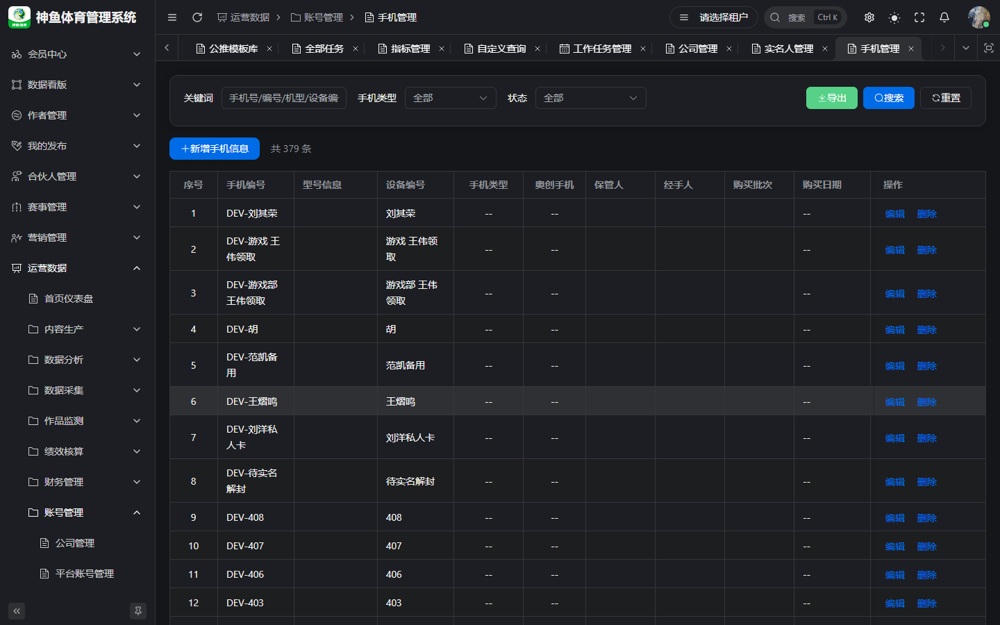 神鱼体育管理系统
运营数据
账号管理
手机管理
请选择租户
搜索
Ctrl K
公推模板库
全部任务
指标管理
自定义查询
工作任务管理
公司管理
实名人管理
手机管理
会员中心
数据看版
作者管理
我的发布
合伙人管理
赛事管理
营销管理
运营数据
首页仪表盘
内容生产
数据分析
数据采集
作品监测
绩效核算
财务管理
账号管理
公司管理
平台账号管理
关键词
手机号/编号/机型/设备编
手机类型
全部
状态
全部
导出
搜索
重置
新增手机信息
共 379 条
序号 手机编号 型号信息 设备编号 手机类型 奥创手机 保管人 经手人 购买批次 购买日期 操作
1 DEV-刘其荣 刘其荣 -- -- -- 编辑 删除
2 DEV-游戏 王伟领取 游戏 王伟领取 -- -- -- 编辑 删除
3 DEV-游戏部 王伟领取 游戏部 王伟领取 -- -- -- 编辑 删除
4 DEV-胡 胡 -- -- -- 编辑 删除
5 DEV-范凯备用 范凯备用 -- -- -- 编辑 删除
6 DEV-王熠鸣 王熠鸣 -- -- -- 编辑 删除
7 DEV-刘洋私人卡 刘洋私人卡 -- -- -- 编辑 删除
8 DEV-待实名解封 待实名解封 -- -- -- 编辑 删除
9 DEV-408 408 -- -- -- 编辑 删除
10 DEV-407 407 -- -- -- 编辑 删除
11 DEV-406 406 -- -- -- 编辑 删除
12 DEV-403 403 -- -- -- 编辑 删除